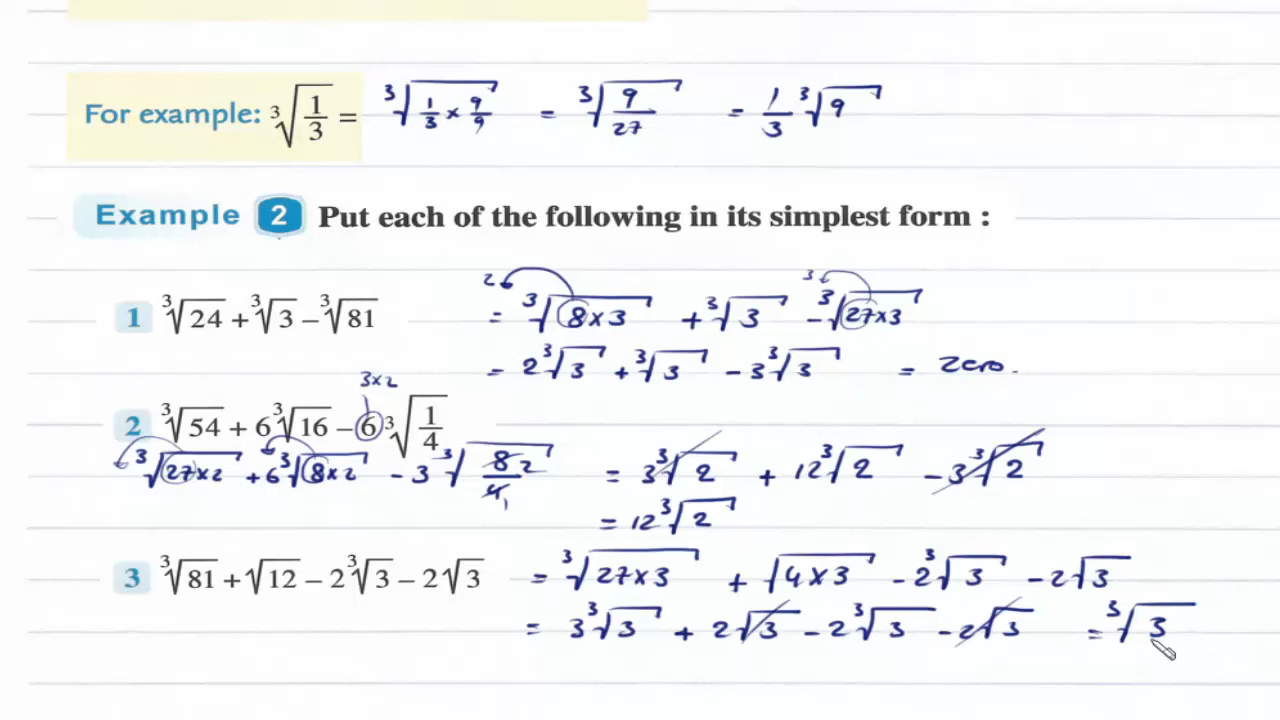 For example: ∛(1/3) = ∛(1/3 × 9/9) = ∛(9/27) = 1/3 ∛9
Example 2 Put each of the following in its simplest form :
2 3
1 ∛24 + ∛3 – ∛81 = ∛(8×3) + ∛3 - ∛(27×3)
= 2∛3 + ∛3 - 3∛3 = Zero.
3×2
2 ∛54 + 6∛16 – 6∛(1/4)
∛(27×2) + 6∛(8×2) - 3∛(8/4) 2 1 = 3∛2 + 12∛2 - 3∛2
= 12∛2
3 ∛81 + √12 – 2∛3 – 2√3 = ∛(27×3) + √(4×3) - 2∛3 - 2√3
= 3∛3 + 2√3 - 2∛3 - 2√3 = ∛3